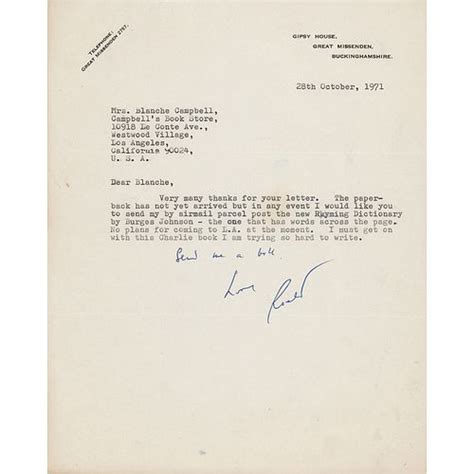 TELEPHONE:
GREAT MISSENDEN 2757.
GIPSY HOUSE,
GREAT MISSENDEN,
BUCKINGHAMSHIRE.
28th October, 1971
Mrs. Blanche Campbell,
Campbell's Book Store,
10918 Le Conte Ave.,
Westwood Village,
Los Angeles,
California 90024,
U. S. A.
Dear Blanche,
Very many thanks for your letter. The paper-
back has not yet arrived but in any event I would like you
to send my by airmail parcel post the new Rhyming Dictionary
by Burges Johnson - the one that has words across the page.
No plans for coming to L.A. at the moment. I must get on
with this Charlie book I am trying so hard to write.
Send me a bill.
Love
Roald